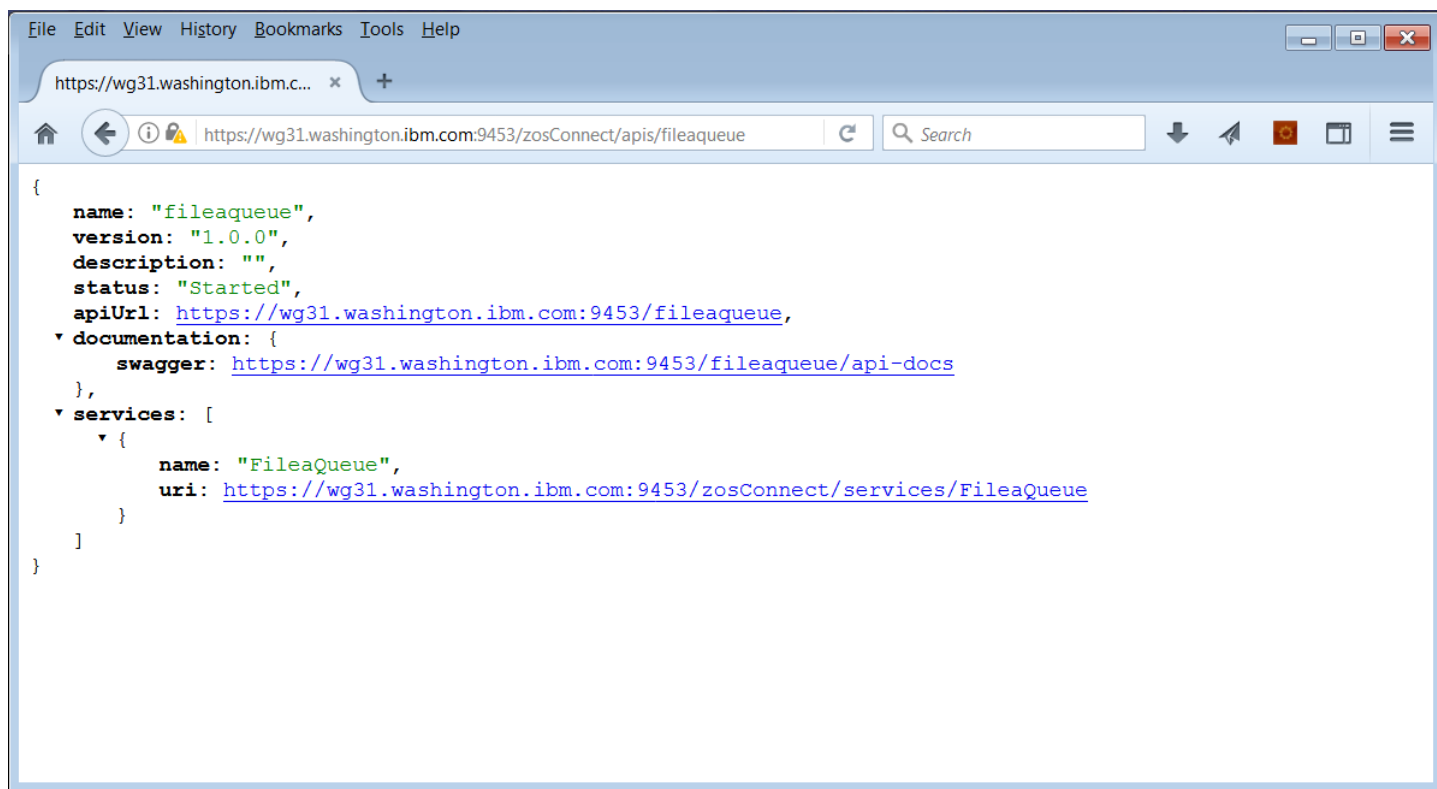 File Edit View History Bookmarks Tools Help
https://wg31.washington.ibm.c... × +
https://wg31.washington.ibm.com:9453/zosConnect/apis/fileaqueue Search
{
name: "fileaqueue",
version: "1.0.0",
description: "",
status: "Started",
apiUrl: https://wg31.washington.ibm.com:9453/fileaqueue,
documentation: {
swagger: https://wg31.washington.ibm.com:9453/fileaqueue/api-docs
},
services: [
{
name: "FileaQueue",
uri: https://wg31.washington.ibm.com:9453/zosConnect/services/FileaQueue
}
]
}